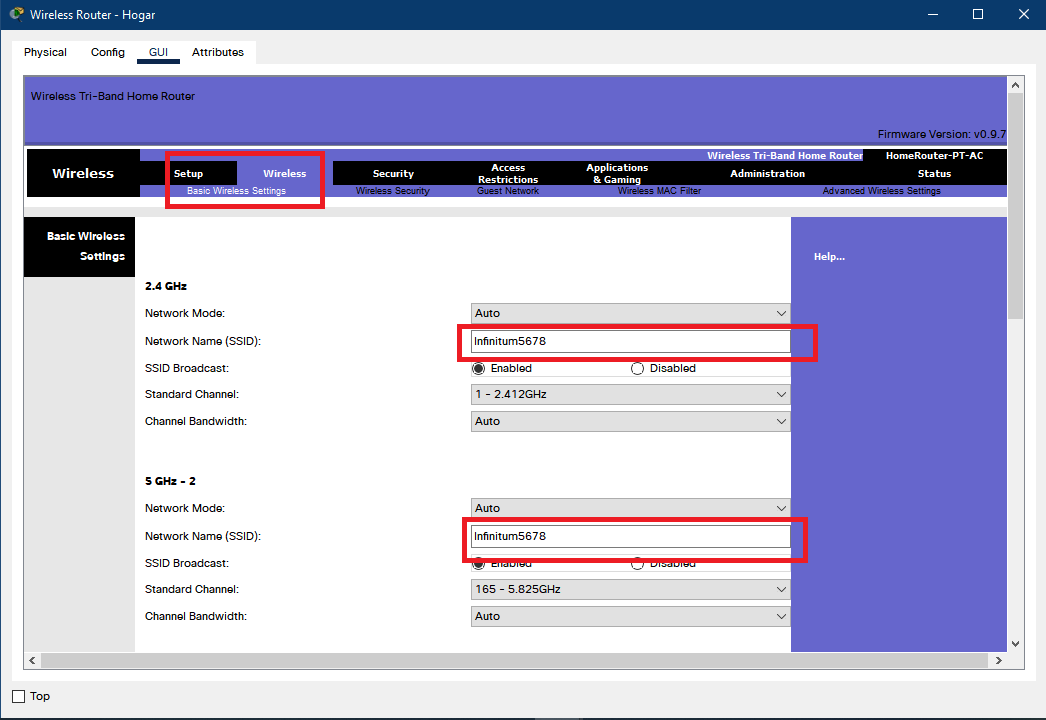 Wireless Router - Hogar
Physical Config GUI Attributes
Wireless Tri-Band Home Router
Firmware Version: v0.9.7
Wireless Tri-Band Home Router HomeRouter-PT-AC
Wireless
Setup Wireless Security Access Restrictions Applications & Gaming Administration Status
Basic Wireless Settings Wireless Security Guest Network Wireless MAC Filter Advanced Wireless Settings
Basic Wireless
Settings
Help...
2.4 GHz
Network Mode: Auto
Network Name (SSID): Infinitum5678
SSID Broadcast: Enabled Disabled
Standard Channel: 1 - 2.412GHz
Channel Bandwidth: Auto
5 GHz - 2
Network Mode: Auto
Network Name (SSID): Infinitum5678
SSID Broadcast: Enabled Disabled
Standard Channel: 165 - 5.825GHz
Channel Bandwidth: Auto
Top